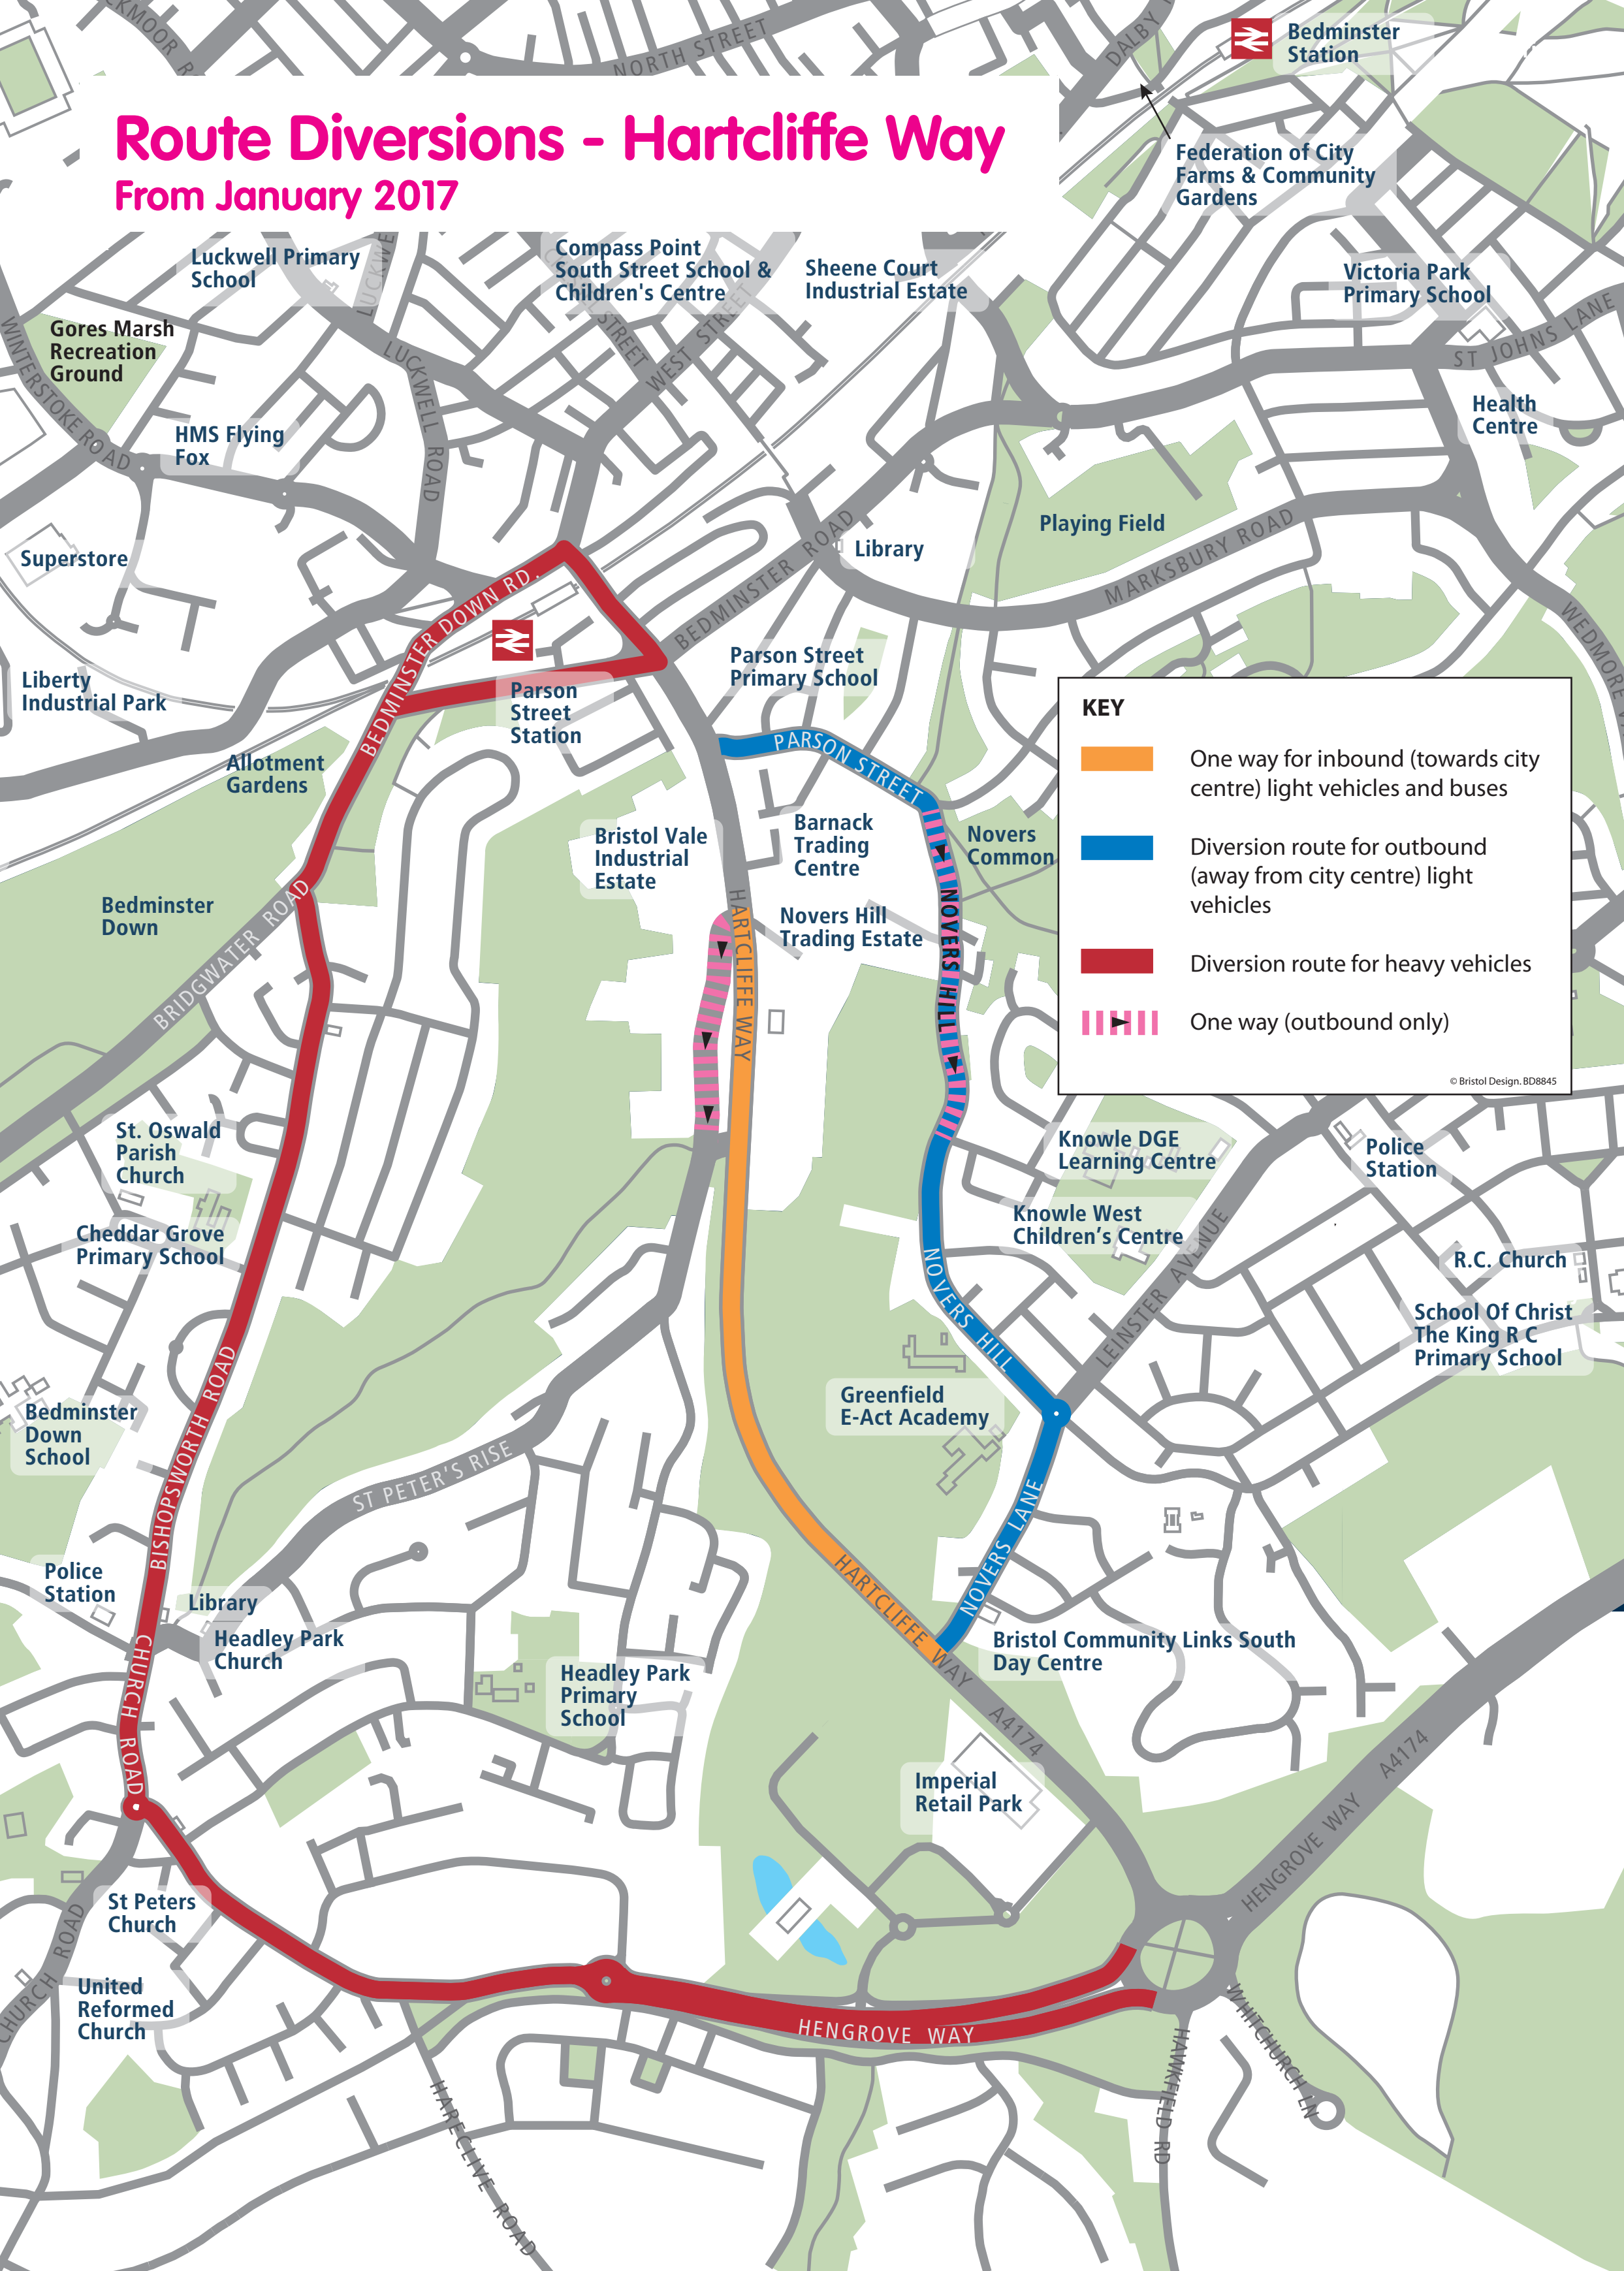 NORTH STREET
DALBY
Bedminster
Station
Route Diversions - Hartcliffe Way
From January 2017
Federation of City
Farms & Community
Gardens
Luckwell Primary
School
Compass Point
South Street School &
Children's Centre
Sheene Court
Industrial Estate
Victoria Park
Primary School
ST JOHNS LANE
Gores Marsh
Recreation
Ground
WINTERSTOKE ROAD
LUCKWELL ROAD
STREET
WEST STREET
Health
Centre
HMS Flying
Fox
Superstore
Playing Field
MARKSBURY ROAD
Library
BEDMINSTER ROAD
BEDMINSTER DOWN RD.
Parson
Street
Station
Parson Street
Primary School
Liberty
Industrial Park
Allotment
Gardens
PARSON STREET
Bristol Vale
Industrial
Estate
Barnack
Trading
Centre
Novers
Common
Bedminster
Down
BRIDGWATER ROAD
Novers Hill
Trading Estate
HARTCLIFFE WAY
NOVERS HILL
KEY
One way for inbound (towards city
centre) light vehicles and buses
Diversion route for outbound
(away from city centre) light
vehicles
Diversion route for heavy vehicles
One way (outbound only)
© Bristol Design. BD8845
St. Oswald
Parish
Church
Knowle DGE
Learning Centre
Police
Station
Cheddar Grove
Primary School
Knowle West
Children’s Centre
LEINSTER AVENUE
R.C. Church
NOVERS HILL
School Of Christ
The King R C
Primary School
BISHOPSWORTH ROAD
Bedminster
Down
School
Greenfield
E-Act Academy
ST PETER'S RISE
NOVERS LANE
HARTCLIFFE WAY
Police
Station
Library
Headley Park
Church
CHURCH ROAD
Headley Park
Primary
School
Bristol Community Links South
Day Centre
A4174
Imperial
Retail Park
HENGROVE WAY
A4174
St Peters
Church
CHURCH ROAD
United
Reformed
Church
HENGROVE WAY
WHITCHURCH LN
HAWKFIELD RD
HARECLIVE ROAD